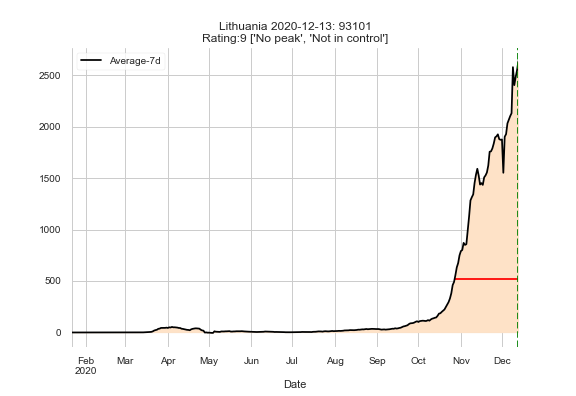 Lithuania 2020-12-13: 93101
Rating:9 ['No peak', 'Not in control']
Average-7d
2500
2000
1500
1000
500
0
Feb Mar Apr May Jun Jul Aug Sep Oct Nov Dec
2020
Date